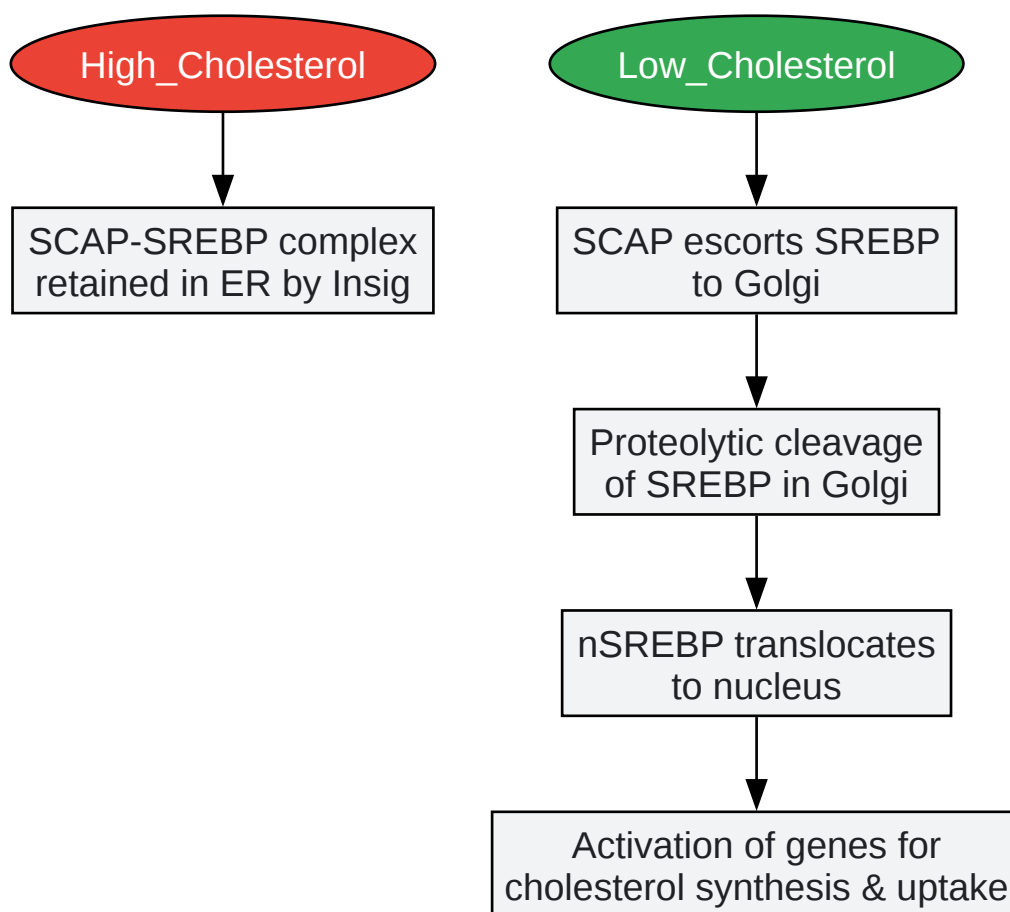 High_Cholesterol
SCAP-SREBP complex
retained in ER by Insig
Low_Cholesterol
SCAP escorts SREBP
to Golgi
Proteolytic cleavage
of SREBP in Golgi
nSREBP translocates
to nucleus
Activation of genes for
cholesterol synthesis & uptake